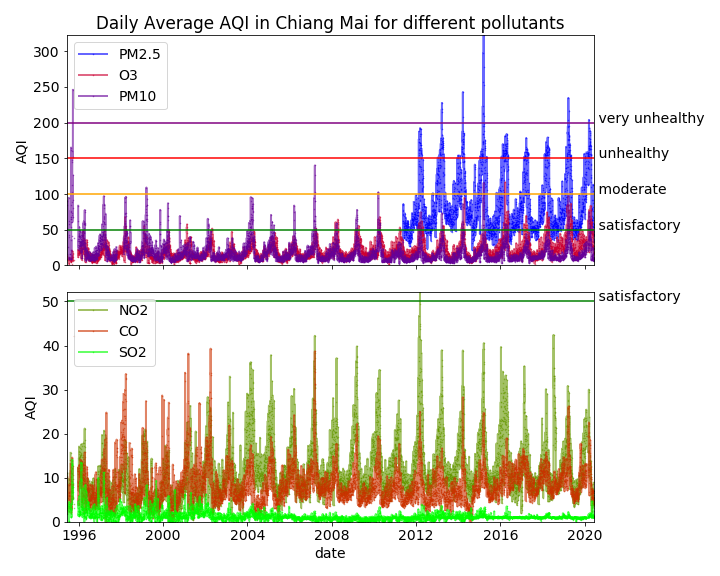 Daily Average AQI in Chiang Mai for different pollutants
300
250
200
150
100
50
0
AQI
PM2.5
O3
PM10
very unhealthy
unhealthy
moderate
satisfactory
50
40
30
20
10
0
AQI
NO2
CO
SO2
satisfactory
1996
2000
2004
2008
2012
2016
2020
date